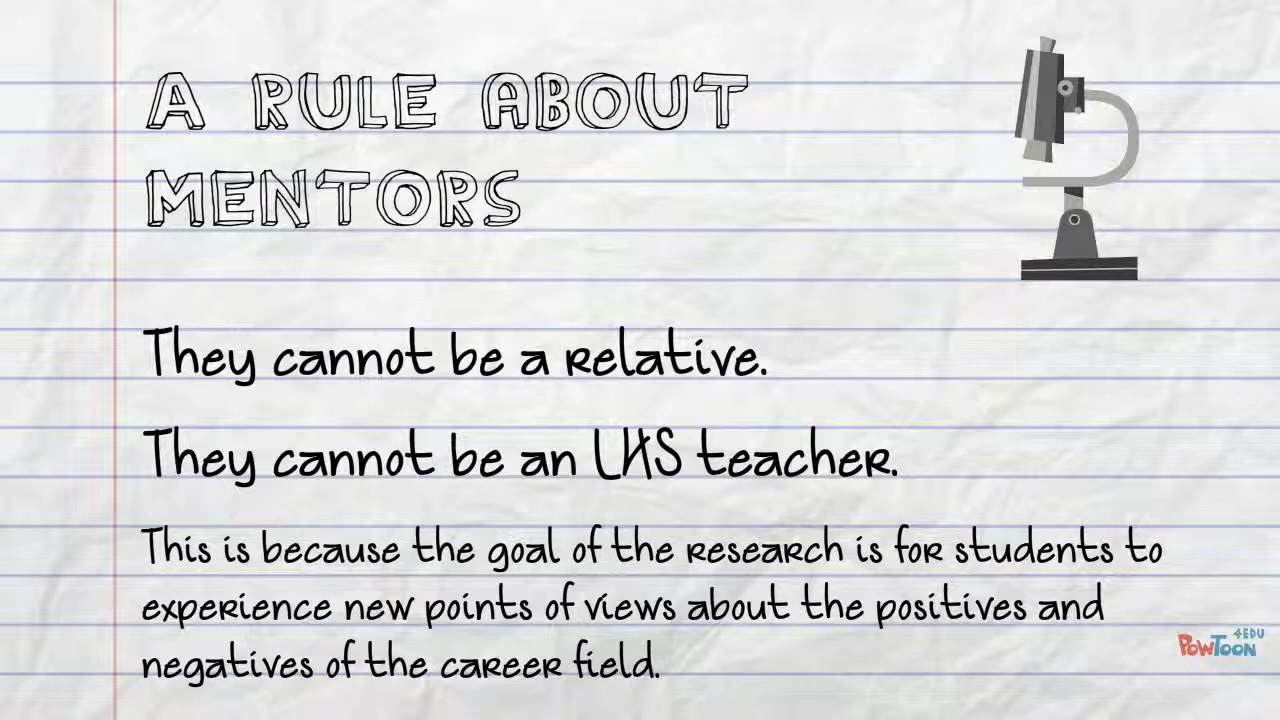 A RULE ABOUT
MENTORS
They cannot be a relative.
They cannot be an LHS teacher.
This is because the goal of the research is for students to
experience new points of views about the positives and
negatives of the career field.
4EDU
POWTOON